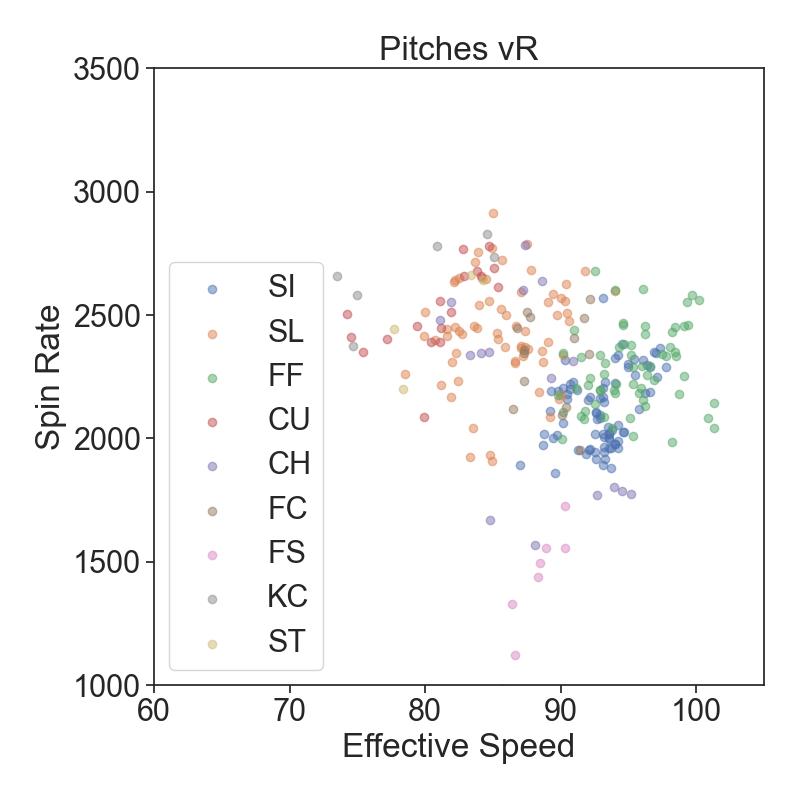 Pitches vR
3500
3000
2500
2000
1500
1000
Spin Rate
SI
SL
FF
CU
CH
FC
FS
KC
ST
60 70 80 90 100
Effective Speed